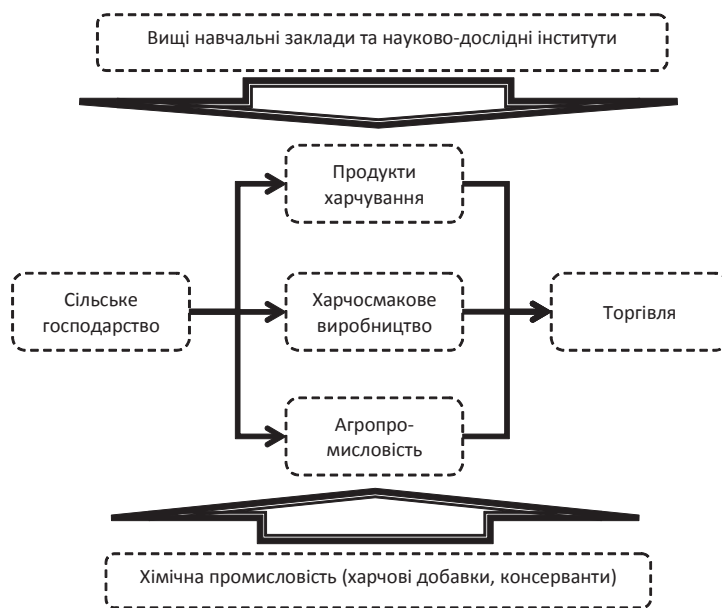 Вищі навчальні заклади та науково-дослідні інститути
Продукти
харчування
Сільське
господарство
Харчосмакове
виробництво
Торгівля
Агропро-
мисловість
Хімічна промисловість (харчові добавки, консерванти)